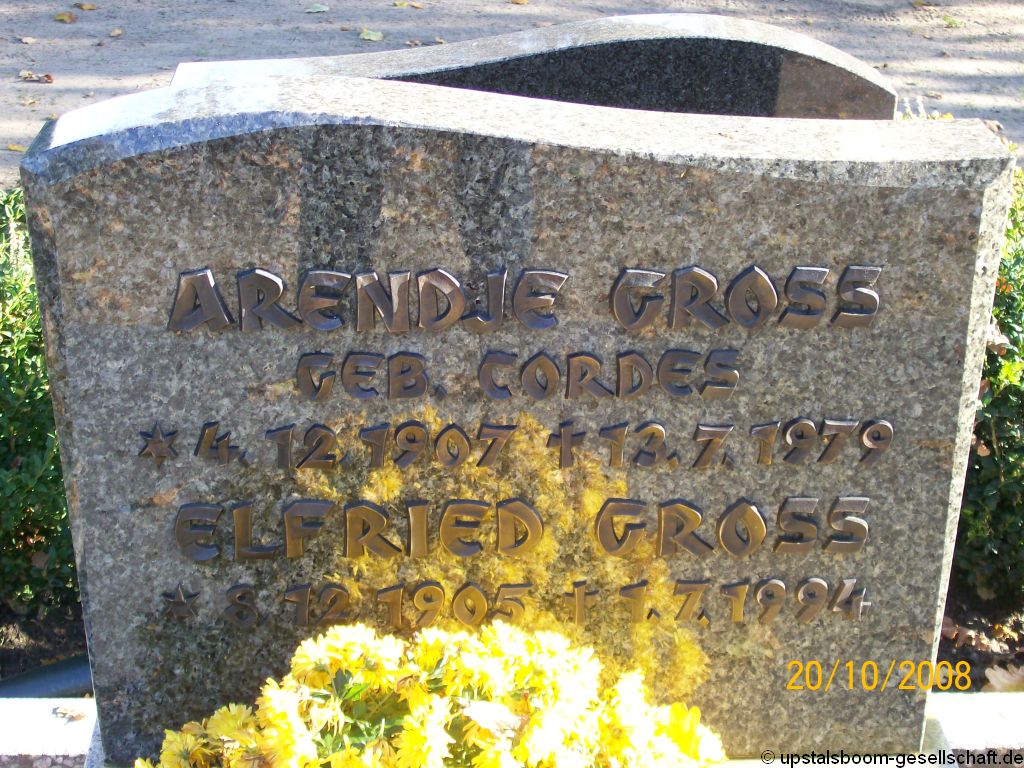 ARENDJE GROSS
GEB. CORDES
* 4. 12. 1907 † 13. 7. 1979
ELFRIED GROSS
* 8. 12. 1905 † 1. 7. 1994
20/10/2008
© upstalsboom-gesellschaft.de